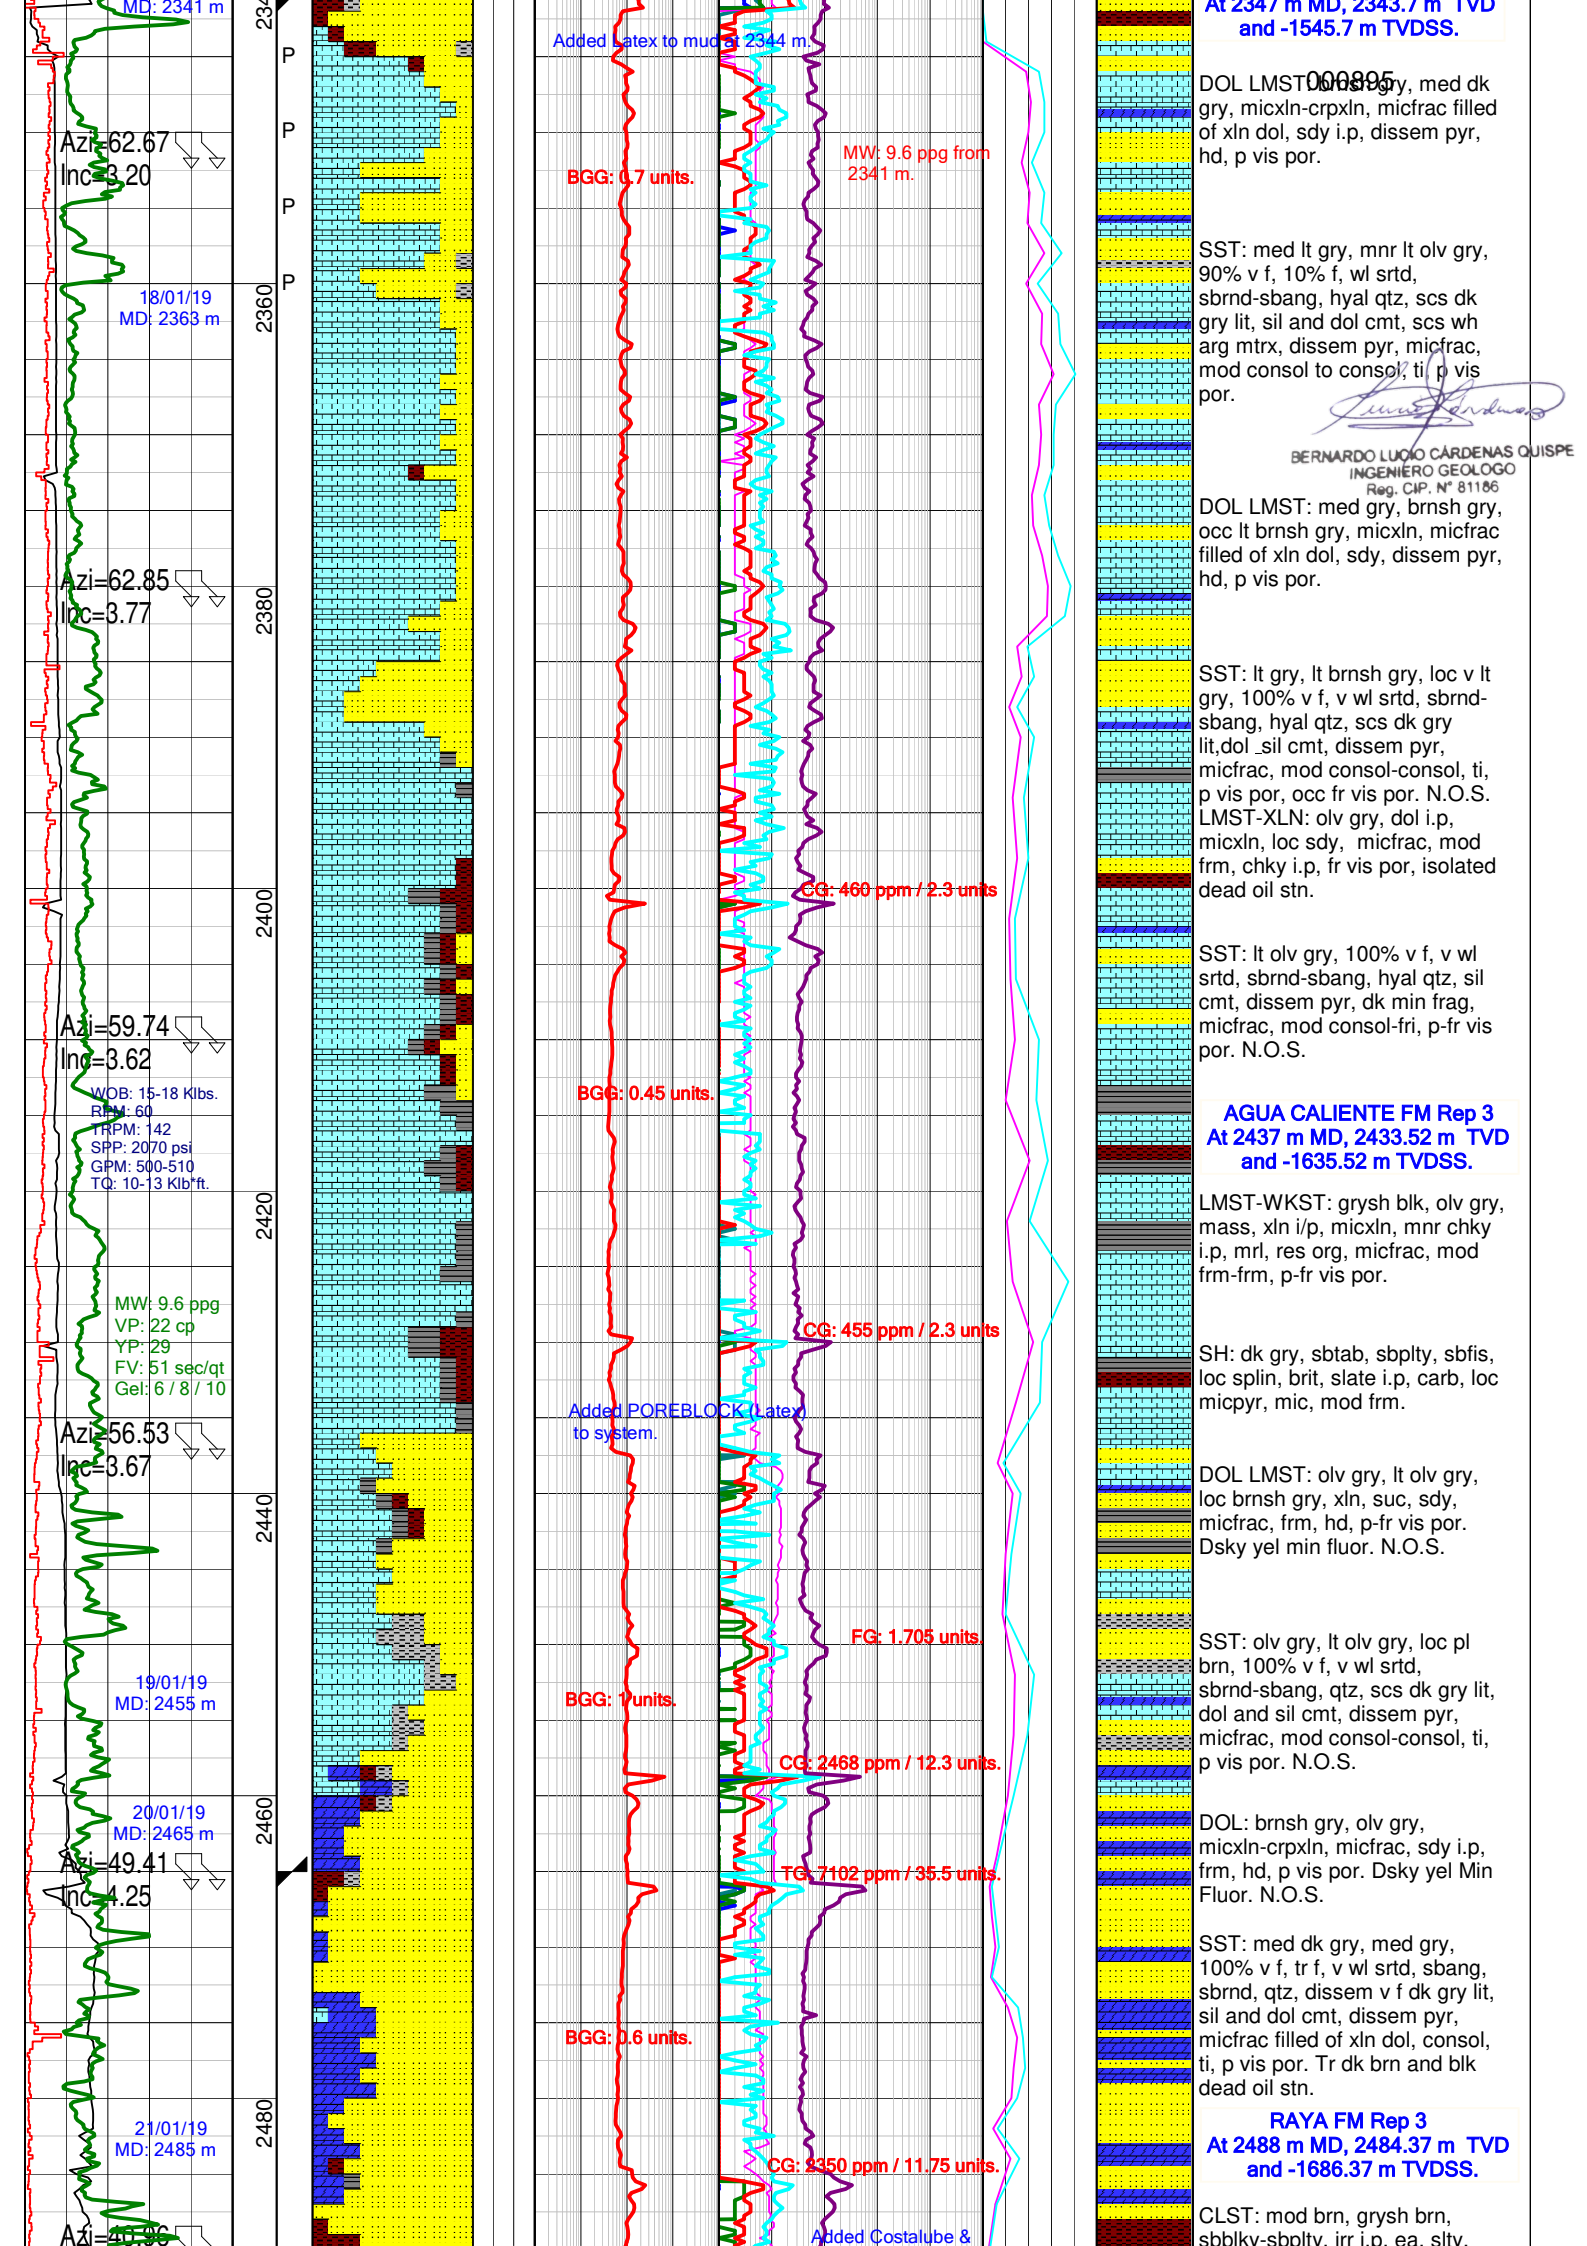 MD: 2341 m
P
Azi=62.67
Inc=3.20
P
P
18/01/19
MD: 2363 m
P
2360
Azi=62.85
Inc=3.77
2380
2400
Azi=59.74
Inc=3.62
WOB: 15-18 Klbs.
RPM: 60
TRPM: 142
SPP: 2070 psi
GPM: 500-510
TQ: 10-13 Klb*ft.
2420
MW: 9.6 ppg
VP: 22 cp
YP: 29
FV: 51 sec/qt
Gel: 6 / 8 / 10
Azi=56.53
Inc=3.67
2440
19/01/19
MD: 2455 m
20/01/19
MD: 2465 m
2460
Azi=49.41
Inc=4.25
21/01/19
MD: 2485 m
2480
Azi=40.96
Added Latex to mud at 2344 m.
MW: 9.6 ppg from
2341 m.
BGG: 0.7 units.
CG: 460 ppm / 2.3 units
BGG: 0.45 units.
CG: 455 ppm / 2.3 units
Added POREBLOCK (Latex)
to system.
FG: 1.705 units.
BGG: 1 units.
CG: 2468 ppm / 12.3 units.
TG: 7102 ppm / 35.5 units.
BGG: 0.6 units.
CG: 2350 ppm / 11.75 units.
Added Costalube &
At 2347 m MD, 2343.7 m TVD
and -1545.7 m TVDSS.
000895
DOL LMST: brnsh gry, med dk
gry, micxln-crpxln, micfrac filled
of xln dol, sdy i.p, dissem pyr,
hd, p vis por.
SST: med lt gry, mnr lt olv gry,
90% v f, 10% f, wl srtd,
sbrnd-sbang, hyal qtz, scs dk
gry lit, sil and dol cmt, scs wh
arg mtrx, dissem pyr, micfrac,
mod consol to consol, ti, p vis
por.
BERNARDO LUCIO CÁRDENAS QUISPE
INGENIERO GEOLOGO
Reg. CIP. N° 81186
DOL LMST: med gry, brnsh gry,
occ lt brnsh gry, micxln, micfrac
filled of xln dol, sdy, dissem pyr,
hd, p vis por.
SST: lt gry, lt brnsh gry, loc v lt
gry, 100% v f, v wl srtd, sbrnd-
sbang, hyal qtz, scs dk gry
lit,dol _sil cmt, dissem pyr,
micfrac, mod consol-consol, ti,
p vis por, occ fr vis por. N.O.S.
LMST-XLN: olv gry, dol i.p,
micxln, loc sdy, micfrac, mod
frm, chky i.p, fr vis por, isolated
dead oil stn.
SST: lt olv gry, 100% v f, v wl
srtd, sbrnd-sbang, hyal qtz, sil
cmt, dissem pyr, dk min frag,
micfrac, mod consol-fri, p-fr vis
por. N.O.S.
AGUA CALIENTE FM Rep 3
At 2437 m MD, 2433.52 m TVD
and -1635.52 m TVDSS.
LMST-WKST: grysh blk, olv gry,
mass, xln i/p, micxln, mnr chky
i.p, mrl, res org, micfrac, mod
frm-frm, p-fr vis por.
SH: dk gry, sbtab, sbplty, sbfis,
loc splin, brit, slate i.p, carb, loc
micpyr, mic, mod frm.
DOL LMST: olv gry, lt olv gry,
loc brnsh gry, xln, suc, sdy,
micfrac, frm, hd, p-fr vis por.
Dsky yel min fluor. N.O.S.
SST: olv gry, lt olv gry, loc pl
brn, 100% v f, v wl srtd,
sbrnd-sbang, qtz, scs dk gry lit,
dol and sil cmt, dissem pyr,
micfrac, mod consol-consol, ti,
p vis por. N.O.S.
DOL: brnsh gry, olv gry,
micxln-crpxln, micfrac, sdy i.p,
frm, hd, p vis por. Dsky yel Min
Fluor. N.O.S.
SST: med dk gry, med gry,
100% v f, tr f, v wl srtd, sbang,
sbrnd, qtz, dissem v f dk gry lit,
sil and dol cmt, dissem pyr,
micfrac filled of xln dol, consol,
ti, p vis por. Tr dk brn and blk
dead oil stn.
RAYA FM Rep 3
At 2488 m MD, 2484.37 m TVD
and -1686.37 m TVDSS.
CLST: mod brn, grysh brn,
sbblky-sbplty, irr i.p, ea, slty,